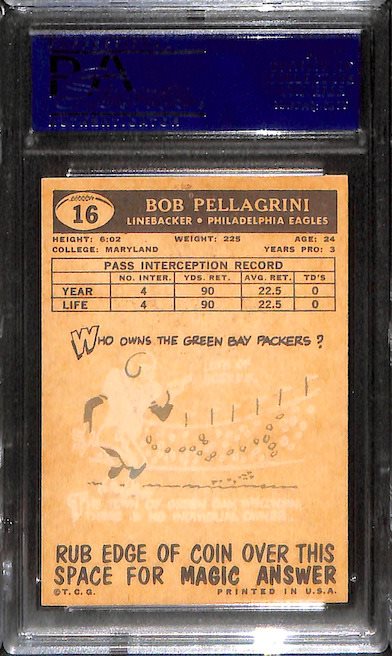 PSA
16
BOB PELLAGRINI
LINEBACKER • PHILADELPHIA EAGLES
HEIGHT: 6:02 WEIGHT: 225 AGE: 24
COLLEGE: MARYLAND YEARS PRO: 3
PASS INTERCEPTION RECORD
NO. INTER. YDS. RET. AVG. RET. TD'S
YEAR 4 90 22.5 0
LIFE 4 90 22.5 0
WHO OWNS THE GREEN BAY PACKERS?
RUB EDGE OF COIN OVER THIS
SPACE FOR MAGIC ANSWER
©T.C.G. PRINTED IN U.S.A.